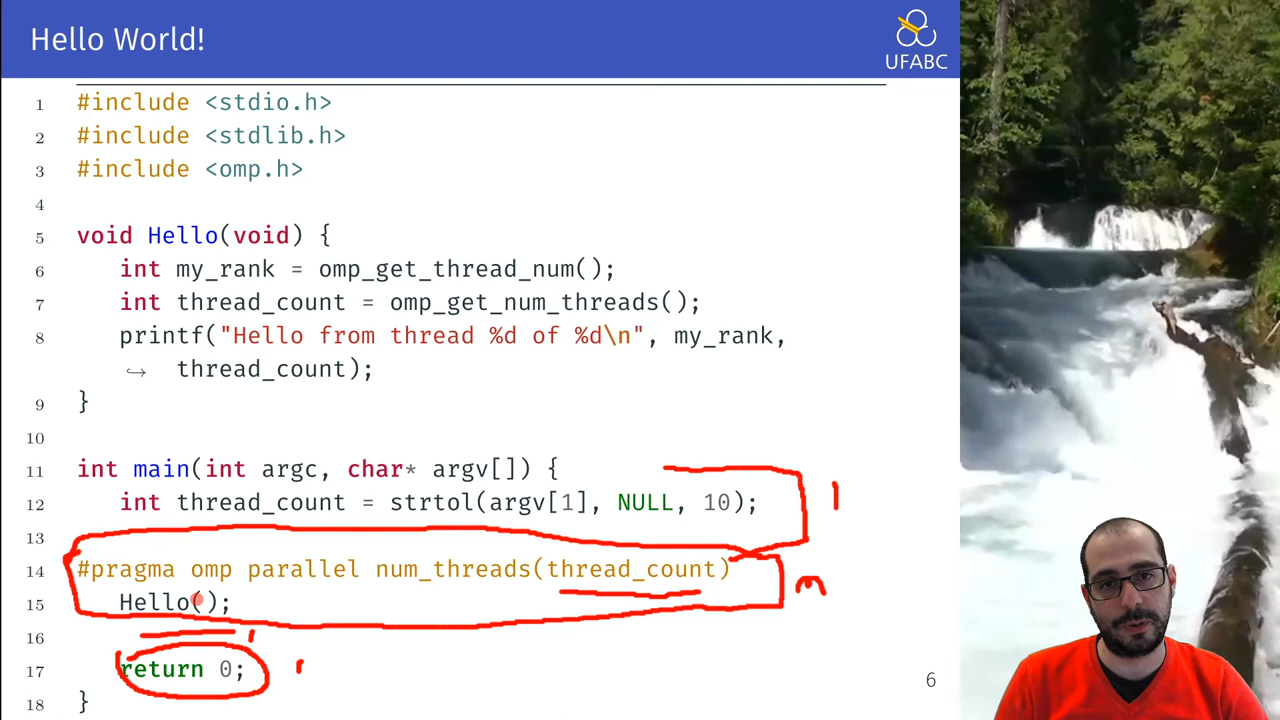 Hello World!
UFABC
1 #include <stdio.h>
2 #include <stdlib.h>
3 #include <omp.h>
4
5 void Hello(void) {
6 int my_rank = omp_get_thread_num();
7 int thread_count = omp_get_num_threads();
8 printf("Hello from thread %d of %d\n", my_rank,
↪ thread_count);
9 }
10
11 int main(int argc, char* argv[]) {
12 int thread_count = strtol(argv[1], NULL, 10);
1
13
14 #pragma omp parallel num_threads(thread_count)
m
15 Hello();
16
17 return 0;
18 }
6